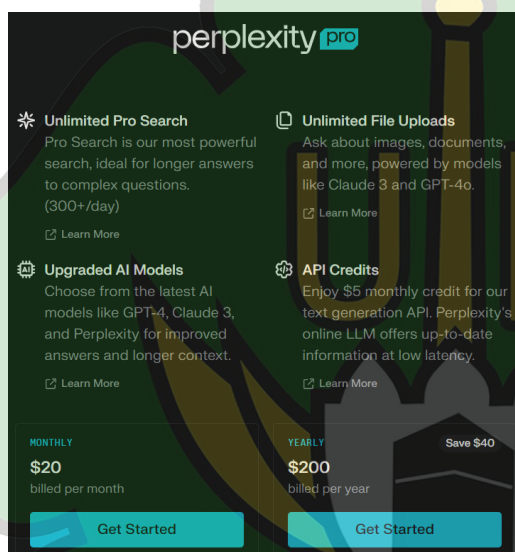 perplexity pro
Unlimited Pro Search
Pro Search is our most powerful
search, ideal for longer answers
to complex questions.
(300+/day)
Learn More
Unlimited File Uploads
Ask about images, documents,
and more, powered by models
like Claude 3 and GPT-4o.
Learn More
Upgraded AI Models
Choose from the latest AI
models like GPT-4, Claude 3,
and Perplexity for improved
answers and longer context.
Learn More
API Credits
Enjoy $5 monthly credit for our
text generation API. Perplexity's
online LLM offers up-to-date
information at low latency.
Learn More
MONTHLY
$20
billed per month
Get Started
YEARLY
Save $40
$200
billed per year
Get Started